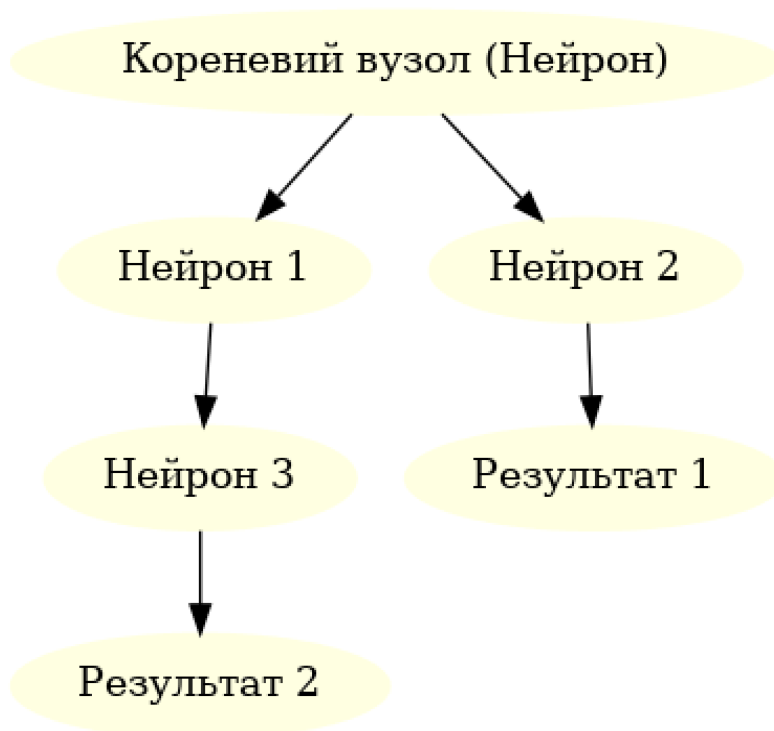 Кореневий вузол (Нейрон)
Нейрон 1
Нейрон 2
Нейрон 3
Результат 1
Результат 2